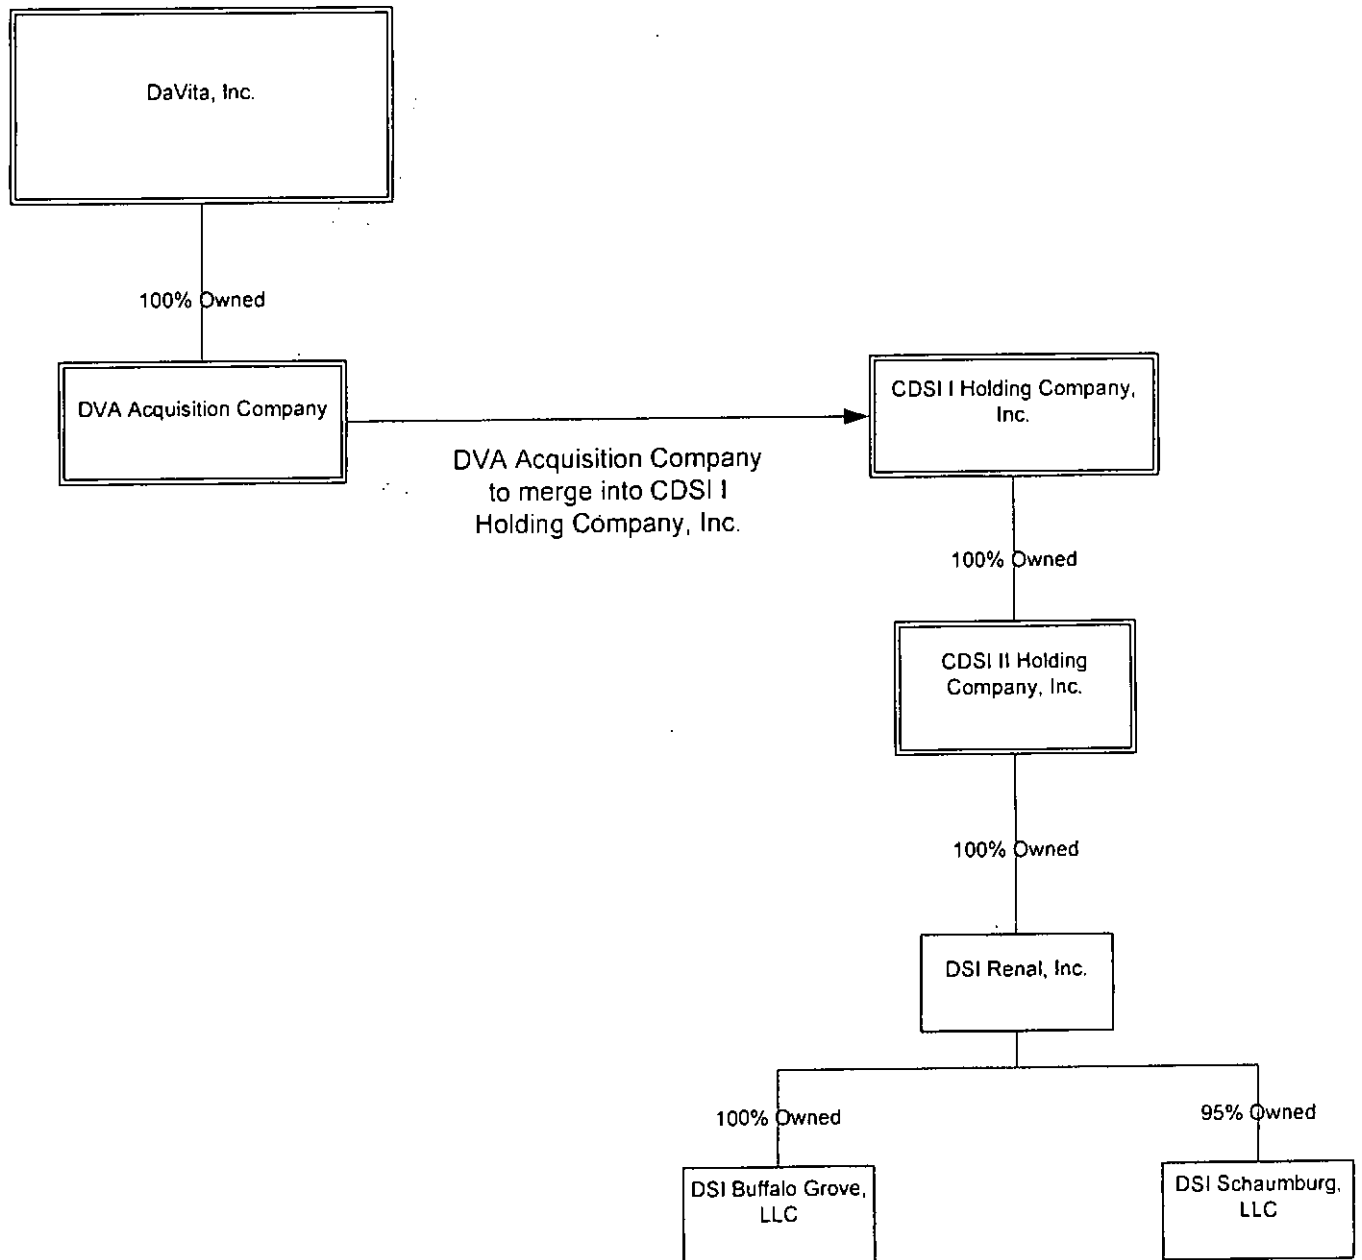 DaVita, Inc.
100% Owned
DVA Acquisition Company
DVA Acquisition Company
to merge into CDSI I
Holding Company, Inc.
CDSI I Holding Company,
Inc.
100% Owned
CDSI II Holding
Company, Inc.
100% Owned
DSI Renal, Inc.
100% Owned
95% Owned
DSI Buffalo Grove,
LLC
DSI Schaumburg,
LLC